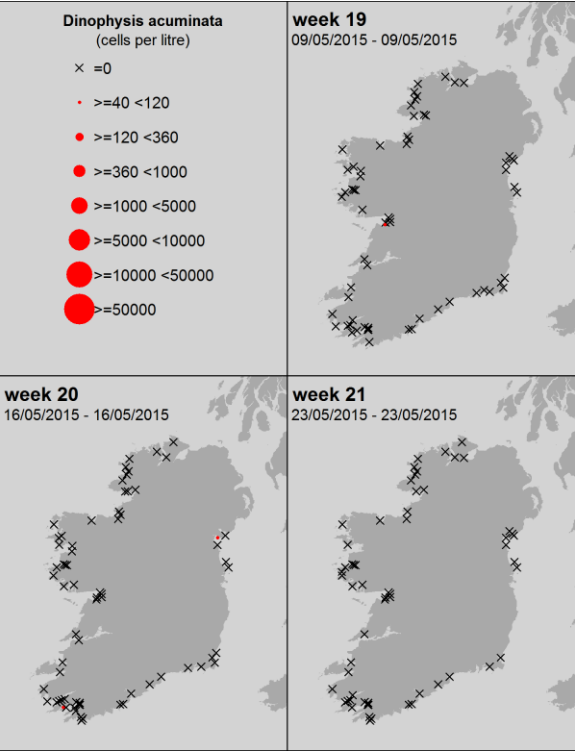 Dinophysis acuminata
(cells per litre)
=0
>=40 <120
>=120 <360
>=360 <1000
>=1000 <5000
>=5000 <10000
>=10000 <50000
>=50000
week 19
09/05/2015 - 09/05/2015
week 20
16/05/2015 - 16/05/2015
week 21
23/05/2015 - 23/05/2015